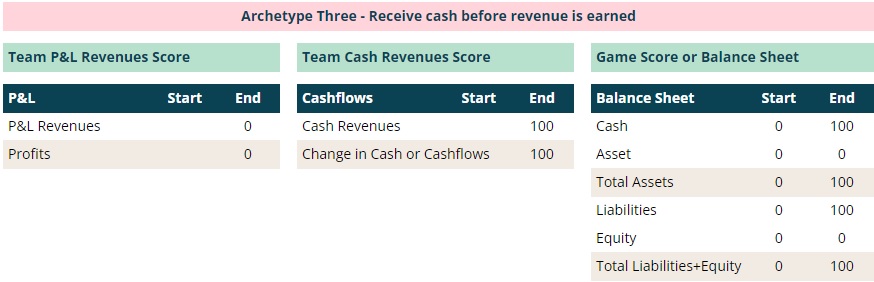 Archetype Three - Receive cash before revenue is earned
Team P&L Revenues Score
P&L Start End
P&L Revenues 0
Profits 0
Team Cash Revenues Score
Cashflows Start End
Cash Revenues 100
Change in Cash or Cashflows 100
Game Score or Balance Sheet
Balance Sheet Start End
Cash 0 100
Asset 0 0
Total Assets 0 100
Liabilities 0 100
Equity 0 0
Total Liabilities+Equity 0 100